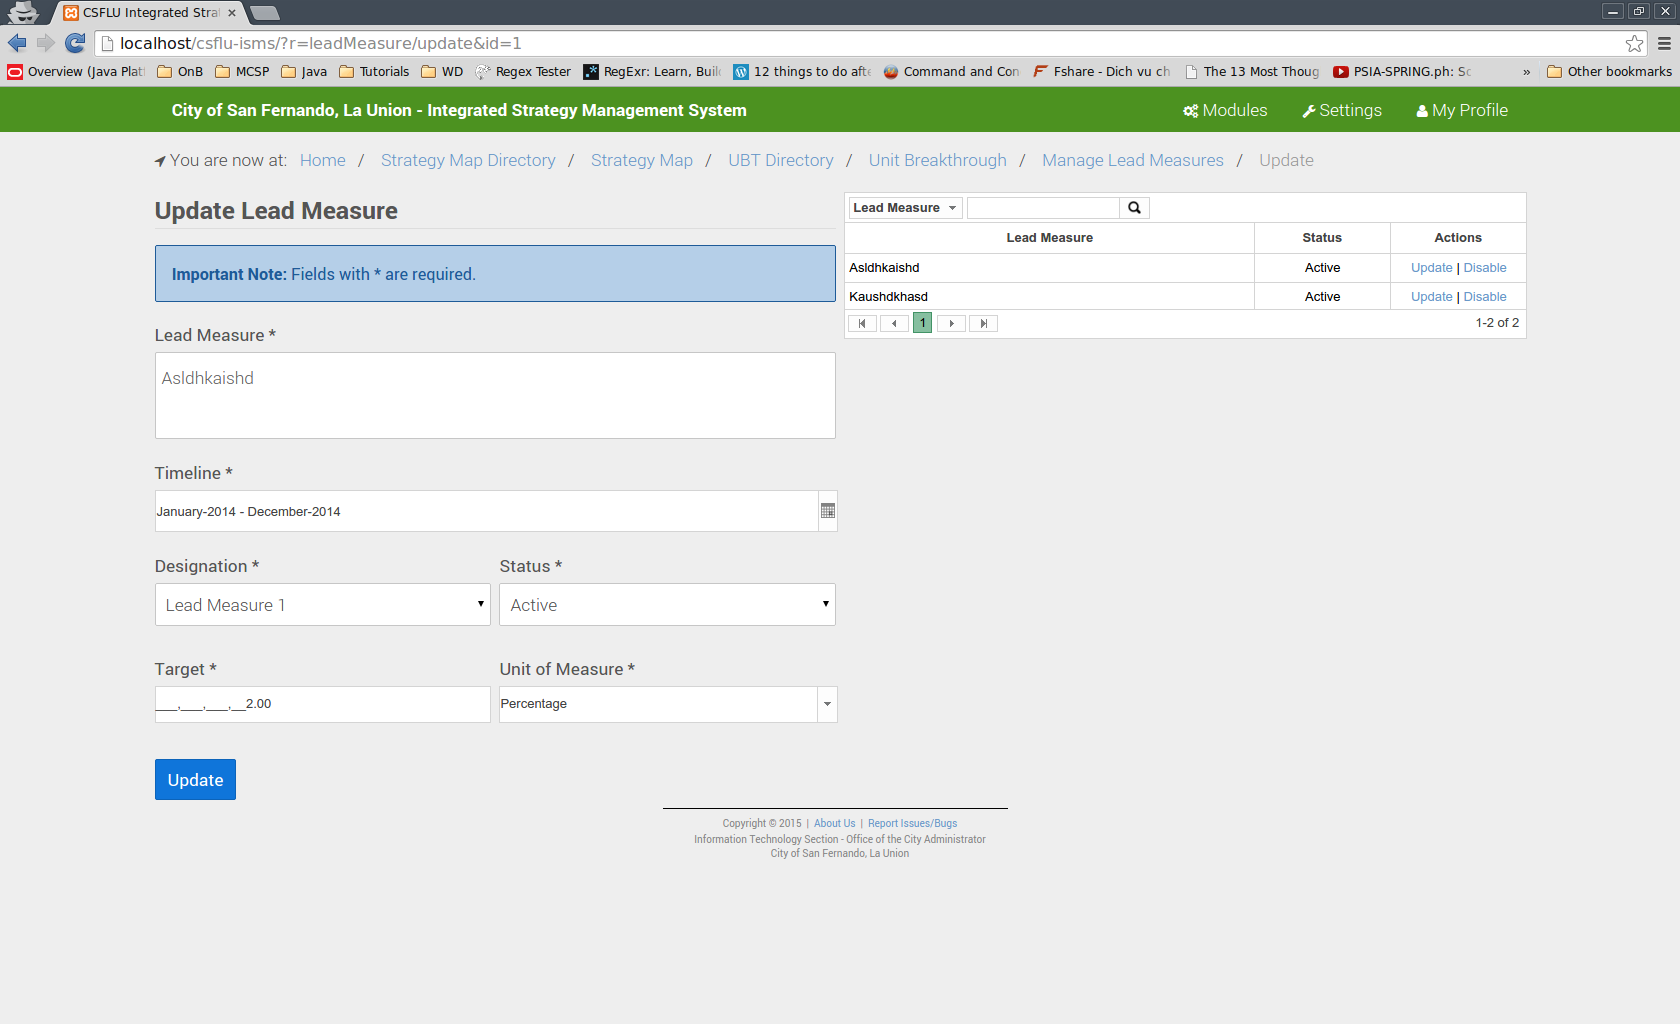 CSFLU Integrated Stra
localhost/csflu-isms/?r=leadMeasure/update&id=1
Overview (Java Plat OnB MCSP Java Tutorials WD Regex Tester RegExr: Learn, Buil 12 things to do afte Command and Con Fshare - Dich vu ch The 13 Most Thoug PSIA-SPRING.ph: Sc » Other bookmarks
City of San Fernando, La Union - Integrated Strategy Management System Modules Settings My Profile
You are now at: Home / Strategy Map Directory / Strategy Map / UBT Directory / Unit Breakthrough / Manage Lead Measures / Update
Update Lead Measure
Important Note: Fields with * are required.
Lead Measure *
Asldhkaishd
Timeline *
January-2014 - December-2014
Designation * Status *
Lead Measure 1 Active
Target * Unit of Measure *
___,___,___,__2.00 Percentage
Update
Lead Measure
Lead Measure Status Actions
Asldhkaishd Active Update | Disable
Kaushdkhasd Active Update | Disable
1 1-2 of 2
Copyright © 2015 | About Us | Report Issues/Bugs
Information Technology Section - Office of the City Administrator
City of San Fernando, La Union